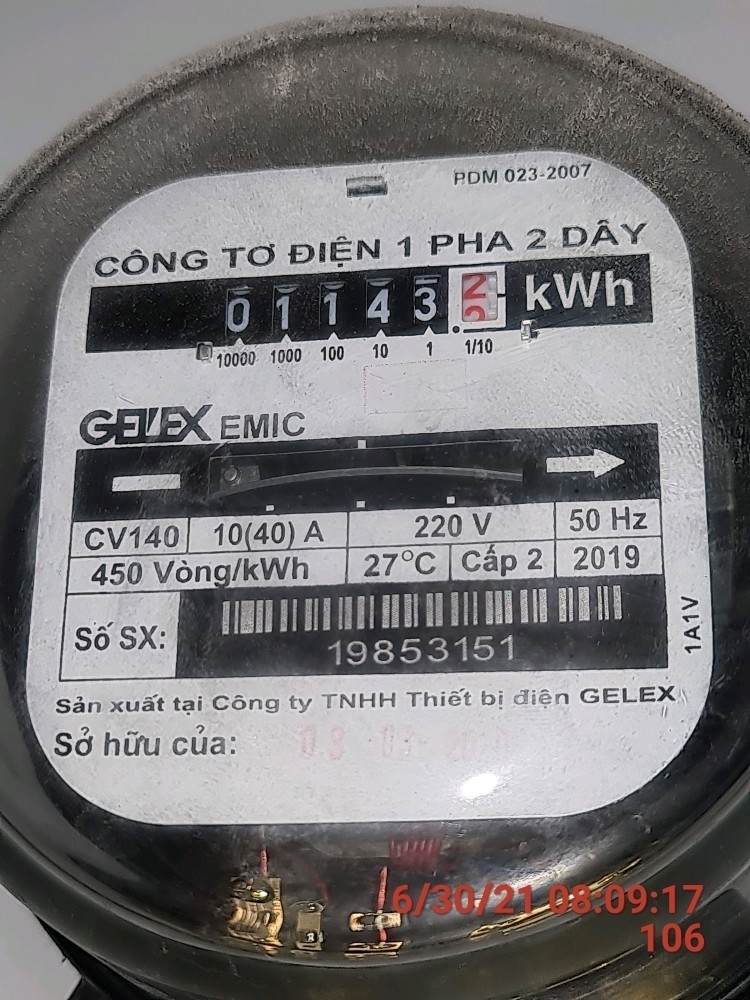 PDM 023-2007
CÔNG TƠ ĐIỆN 1 PHA 2 DÂY
0 1 1 4 3 2 kWh
10000 1000 100 10 1 1/10
GELEX EMIC
CV140 10(40) A 220 V 50 Hz
450 Vòng/kWh 27°C Cấp 2 2019
Số SX:
19853151
1A1V
Sản xuất tại Công ty TNHH Thiết bị điện GELEX
Sở hữu của:
6/30/21 08:09:17
106